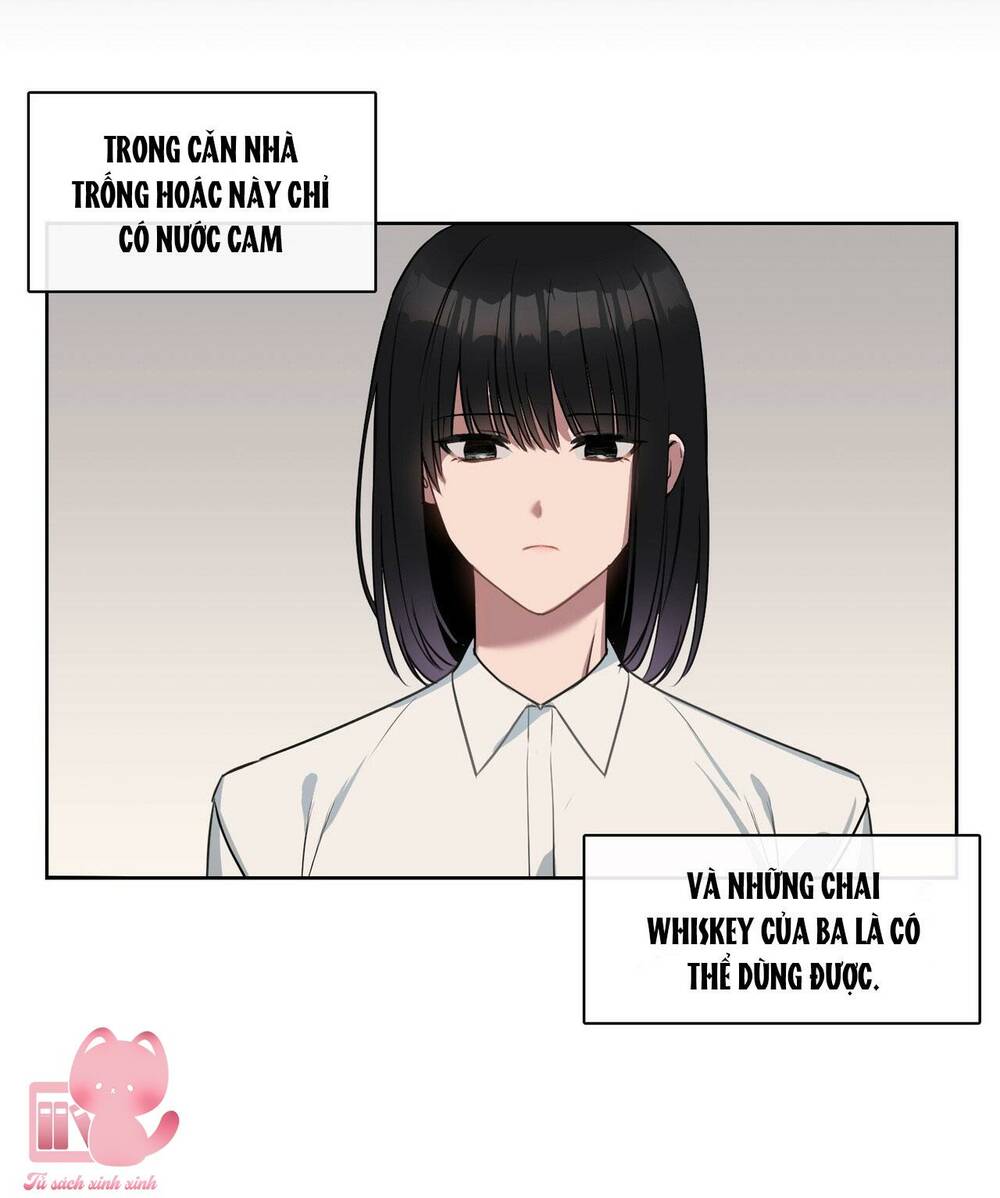 TRONG CĂN NHÀ
TRỐNG HOÁC NÀY CHỈ
CÓ NƯỚC CAM
VÀ NHỮNG CHAI
WHISKEY CỦA BA LÀ CÓ
THỂ DÙNG ĐƯỢC.
Tủ sách xinh xinh